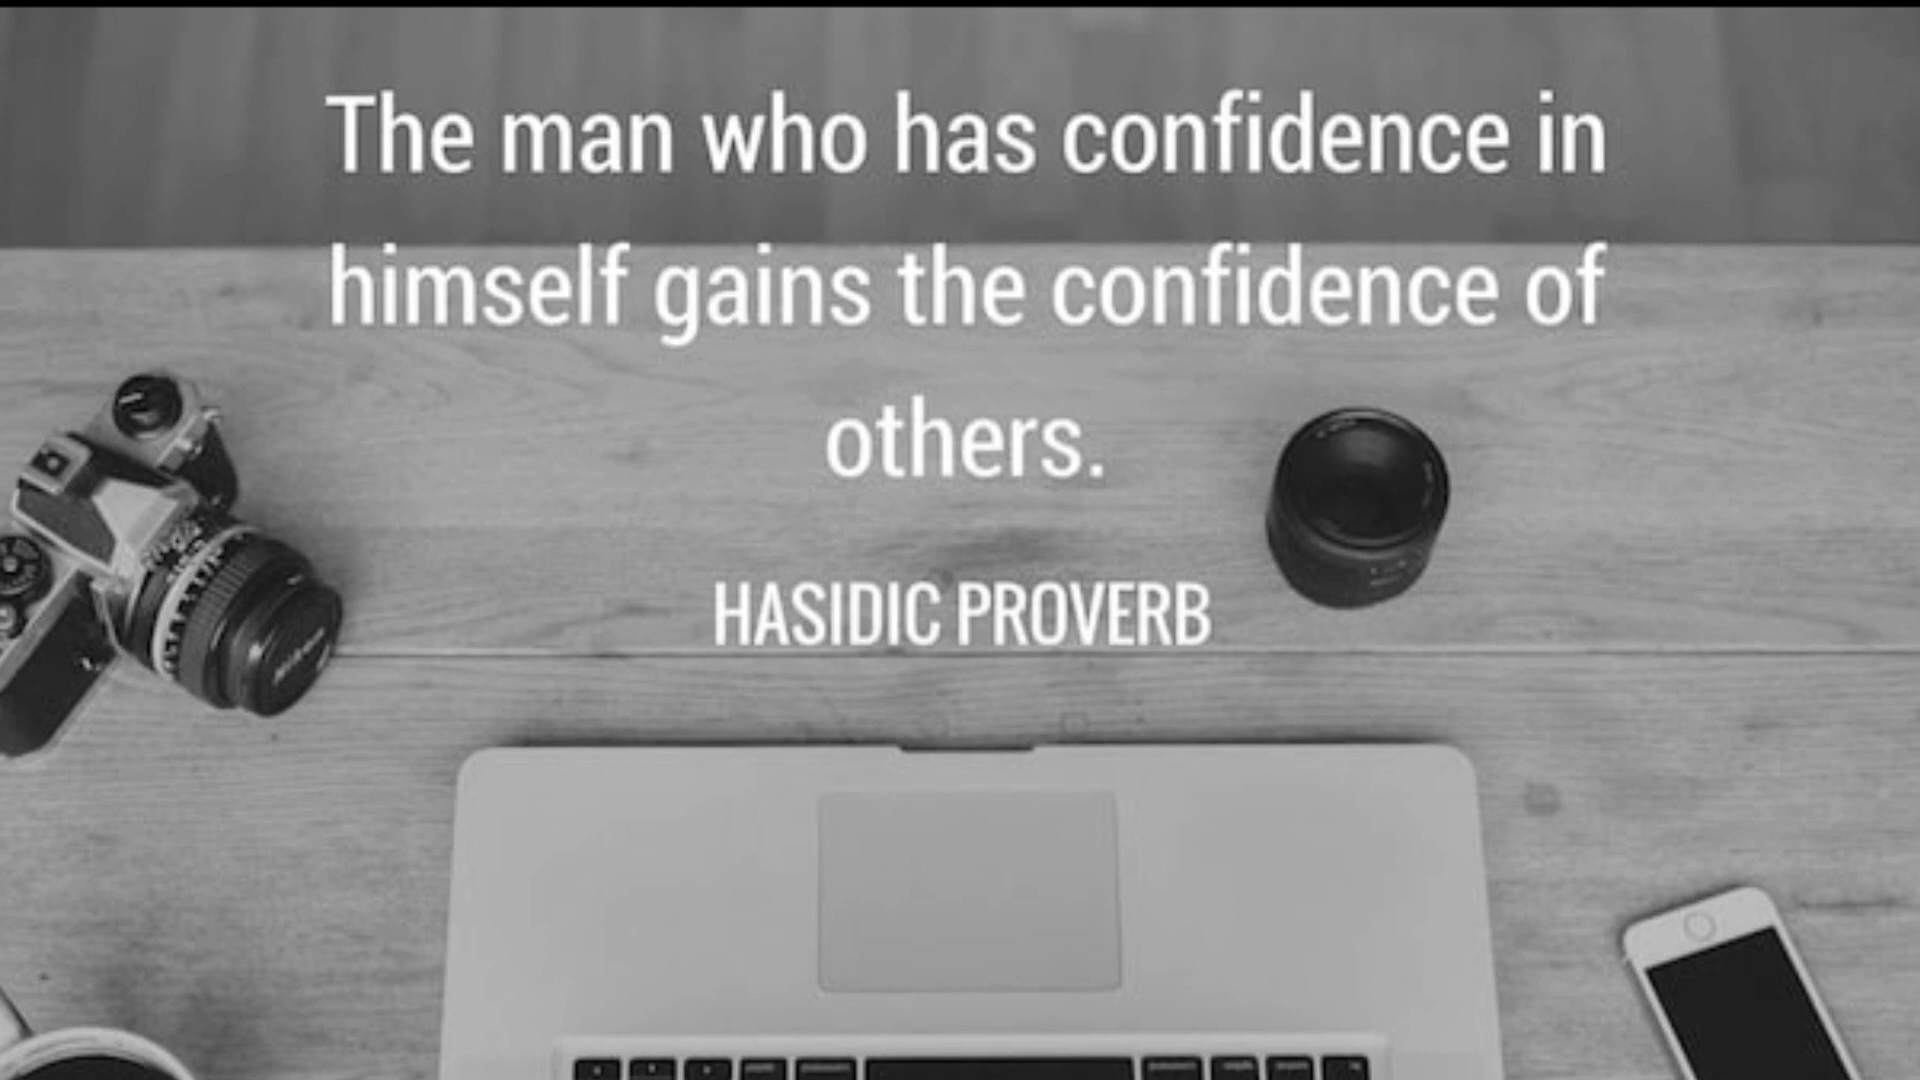 The man who has confidence in
himself gains the confidence of
others.
HASIDIC PROVERB